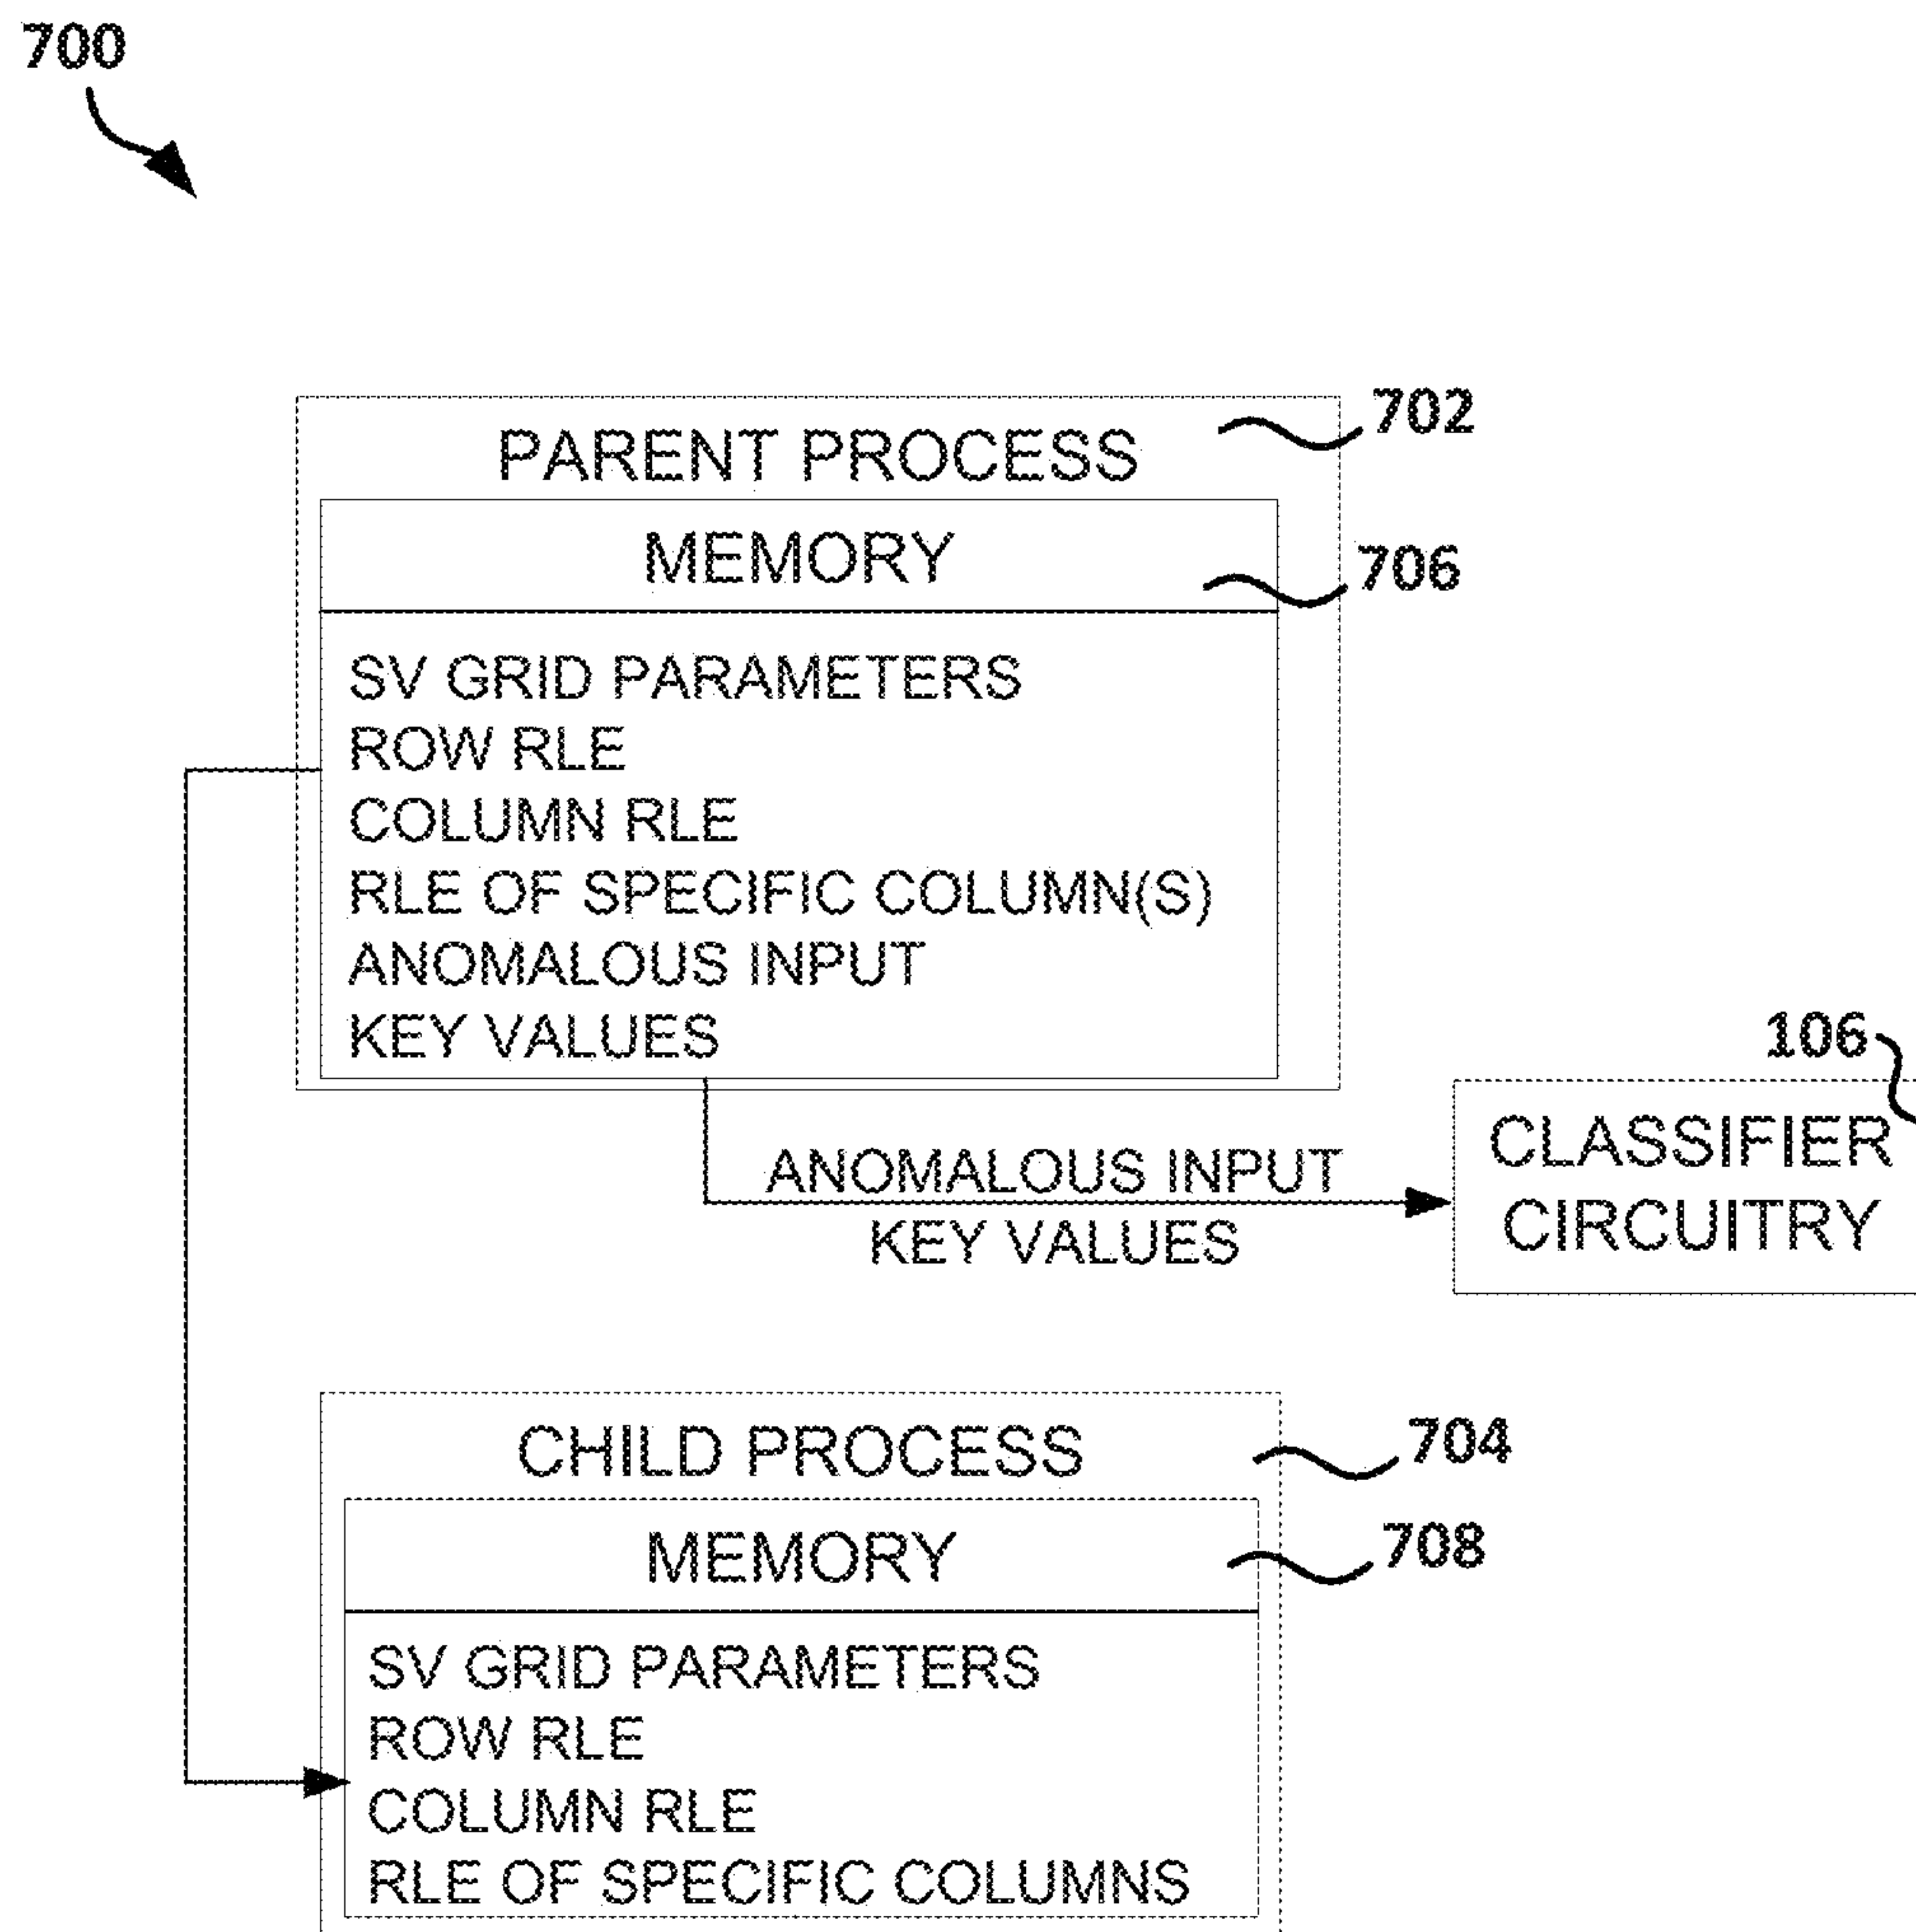 700
PARENT PROCESS
702
MEMORY
706
SV GRID PARAMETERS
ROW RLE
COLUMN RLE
RLE OF SPECIFIC COLUMN(S)
ANOMALOUS INPUT
KEY VALUES
106
CLASSIFIER
CIRCUITRY
ANOMALOUS INPUT
KEY VALUES
CHILD PROCESS
704
MEMORY
708
SV GRID PARAMETERS
ROW RLE
COLUMN RLE
RLE OF SPECIFIC COLUMNS